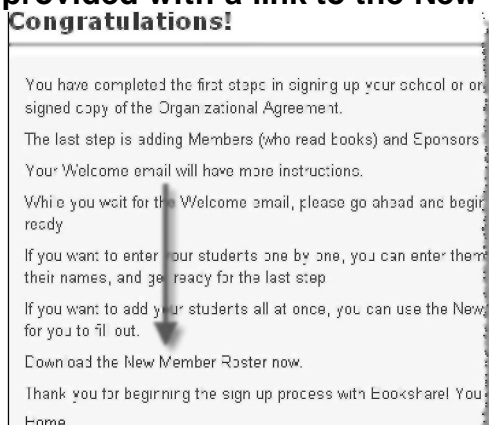 provided with a link to the New
Congratulations!
You have completed the first steps in signing up your school or or
signed copy of the Organizational Agreement.
The last step is adding Members (who read books) and Sponsors
Your Welcome email will have more instructions.
While you wait for the Welcome email, please go ahead and begin
ready
If you want to enter your students one by one, you can enter them
their names, and get ready for the last step
If you want to add your students all at once, you can use the New
for you to fill out.
Download the New Member Roster now.
Thank you for beginning the sign up process with Bookshare! You
Home